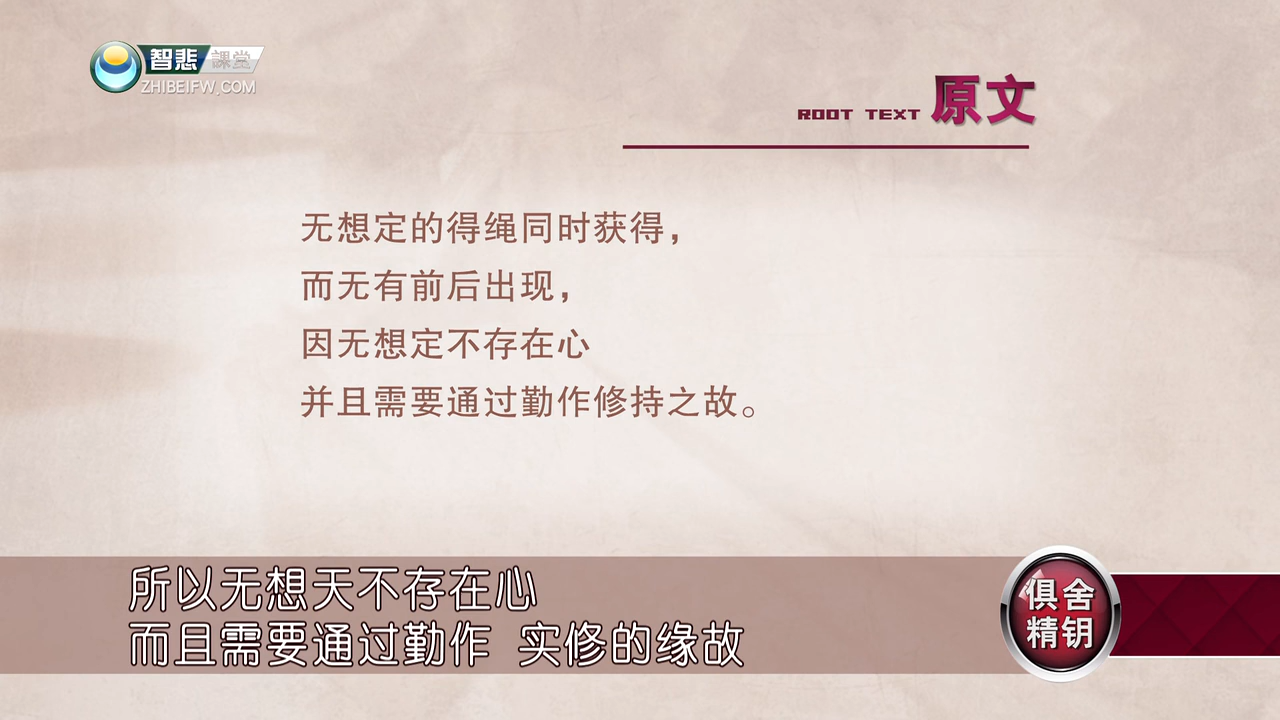 智悲課堂
ZHIBEIFW.COM
ROOT TEXT 原文
无想定的得绳同时获得，
而无有前后出现，
因无想定不存在心
并且需要通过勤作修持之故。
所以无想天不存在心
而且需要通过勤作 实修的缘故
俱舍
精钥